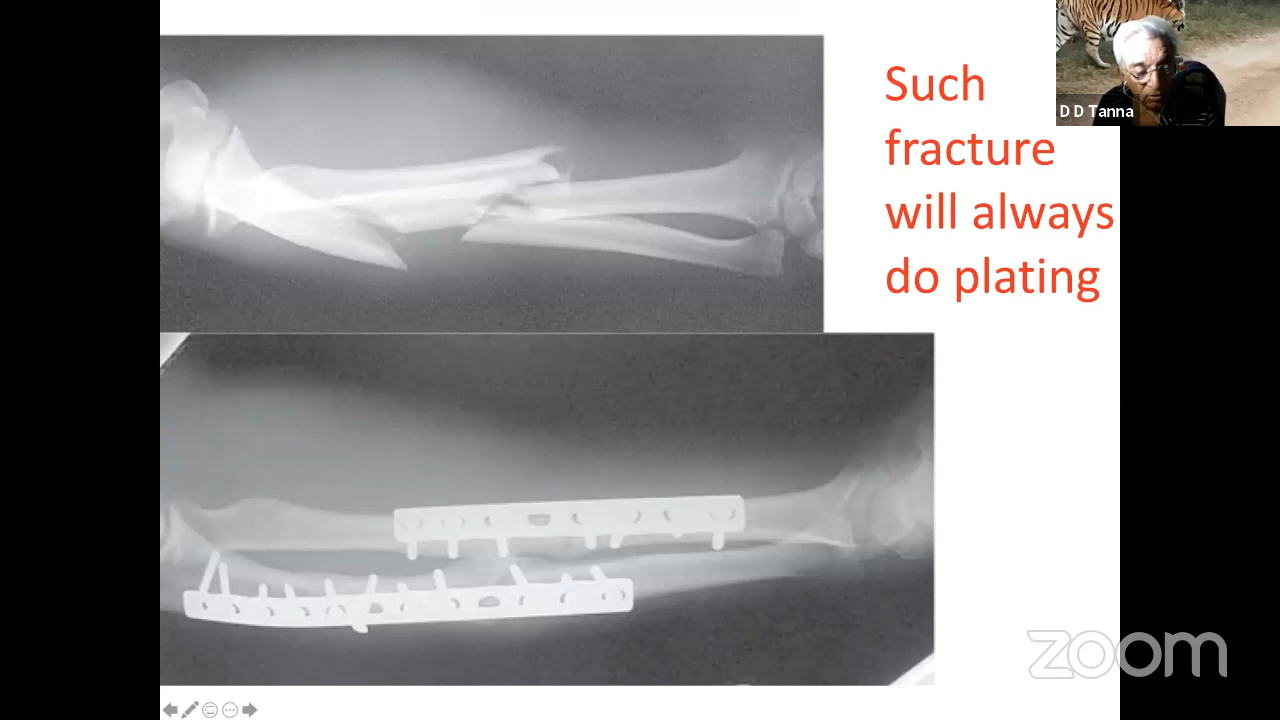 Such
fracture
will always
do plating
D D Tanna
zoom